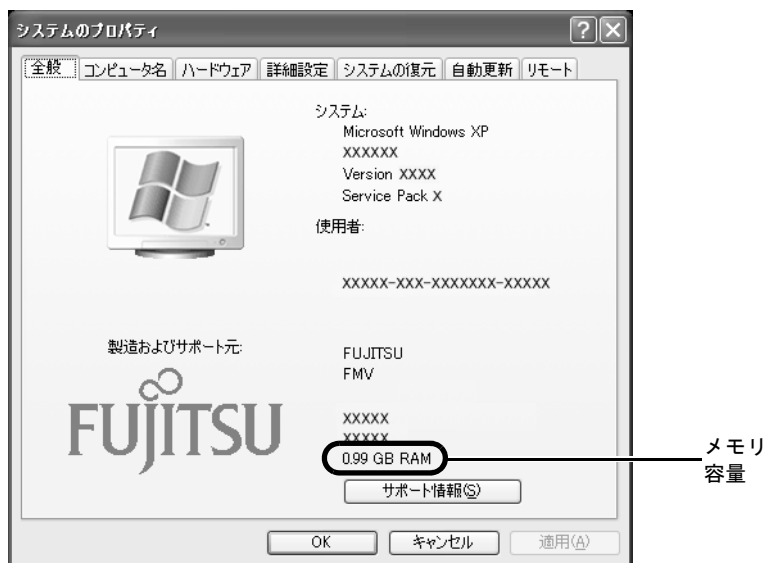 システムのプロパティ
全般 コンピュータ名 ハードウェア 詳細設定 システムの復元 自動更新 リモート
システム:
Microsoft Windows XP
XXXXXX
Version XXXX
Service Pack X
使用者:
XXXXX-XXX-XXXXXXX-XXXXX
製造およびサポート元:
FUJITSU
FMV
FUJITSU
XXXXX
XXXXX
0.99 GB RAM
メモリ
容量
サポート情報(S)
OK キャンセル 適用(A)